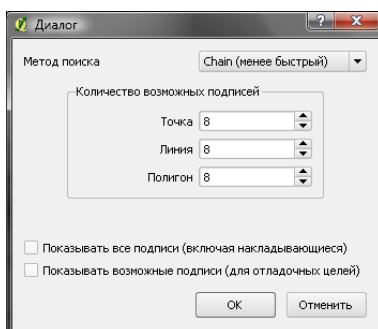 Диалог
Метод поиска Chain (менее быстрый)
Количество возможных подписей
Точка 8
Линия 8
Полигон 8
Показывать все подписи (включая накладывающиеся)
Показывать возможные подписи (для отладочных целей)
OK Отменить